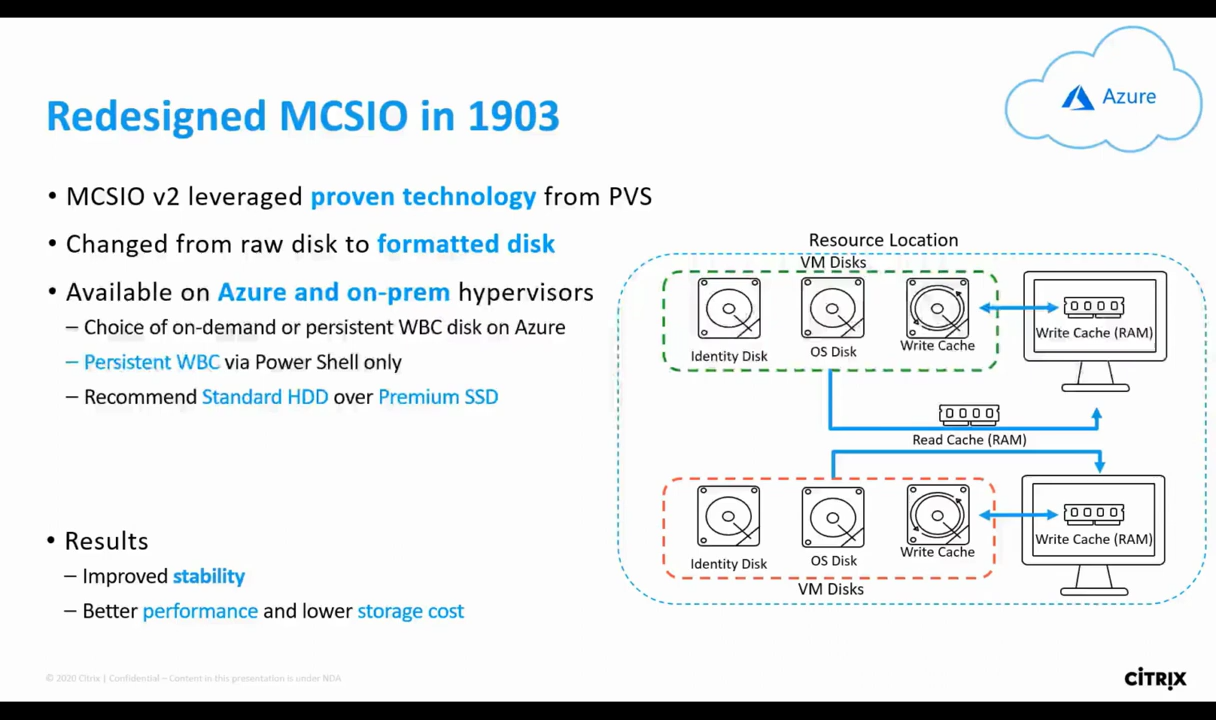 Azure
Redesigned MCSIO in 1903
• MCSIO v2 leveraged proven technology from PVS
• Changed from raw disk to formatted disk
• Available on Azure and on-prem hypervisors
– Choice of on-demand or persistent WBC disk on Azure
– Persistent WBC via Power Shell only
– Recommend Standard HDD over Premium SSD
• Results
– Improved stability
– Better performance and lower storage cost
Resource Location
VM Disks
Identity Disk
OS Disk
Write Cache
Write Cache (RAM)
Read Cache (RAM)
Identity Disk
OS Disk
Write Cache
Write Cache (RAM)
VM Disks
© 2020 Citrix | Confidential – Content in this presentation is under NDA
CITRIX